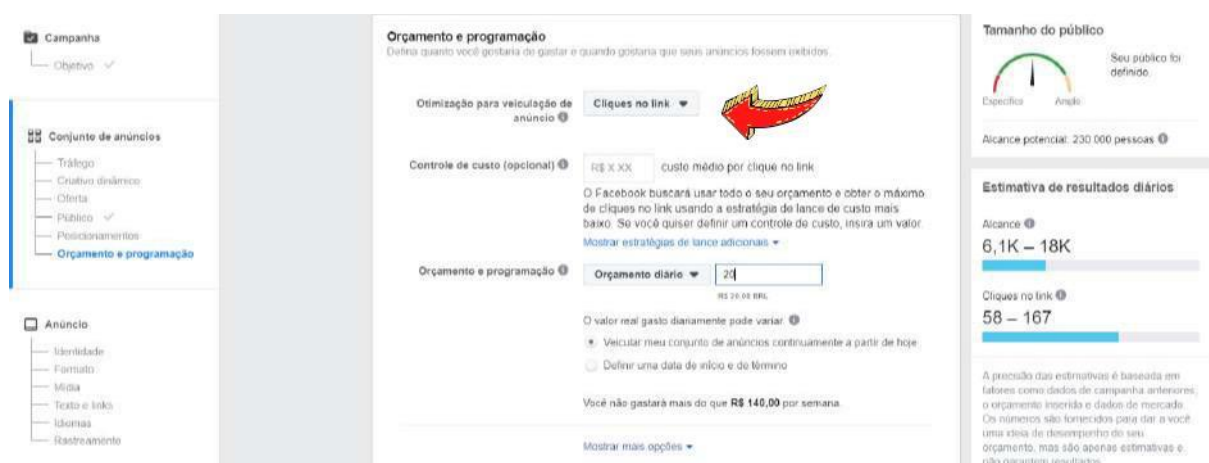 Campanha
Objetivo
Conjunto de anúncios
Tráfego
Criativo dinâmico
Oferta
Público
Posicionamentos
Orçamento e programação
Anúncio
Identidade
Formato
Mídia
Texto e links
Idiomas
Rastreamento
Orçamento e programação
Defina quanto você gostaria de gastar e quando gostaria que seus anúncios fossem exibidos.
Otimização para veiculação de
anúncio
Cliques no link
Controle de custo (opcional)
R$ X.XX
custo médio por clique no link
O Facebook buscará usar todo o seu orçamento e obter o máximo
de cliques no link usando a estratégia de lance de custo mais
baixo. Se você quiser definir um controle de custo, insira um valor.
Mostrar estratégias de lance adicionais
Orçamento e programação
Orçamento diário
20
R$ 20,00 BRL
O valor real gasto diariamente pode variar.
Veicular meu conjunto de anúncios continuamente a partir de hoje
Definir uma data de início e de término
Você não gastará mais do que R$ 140,00 por semana.
Mostrar mais opções
Tamanho do público
Seu público foi
definido.
Específico Amplo
Alcance potencial: 230 000 pessoas
Estimativa de resultados diários
Alcance
6,1K – 18K
Cliques no link
58 – 167
A precisão das estimativas é baseada em
fatores como dados de campanha anteriores,
o orçamento inserido e dados de mercado.
Os números são fornecidos para dar a você
uma ideia de desempenho do seu
orçamento, mas são apenas estimativas e
não garantem resultados.